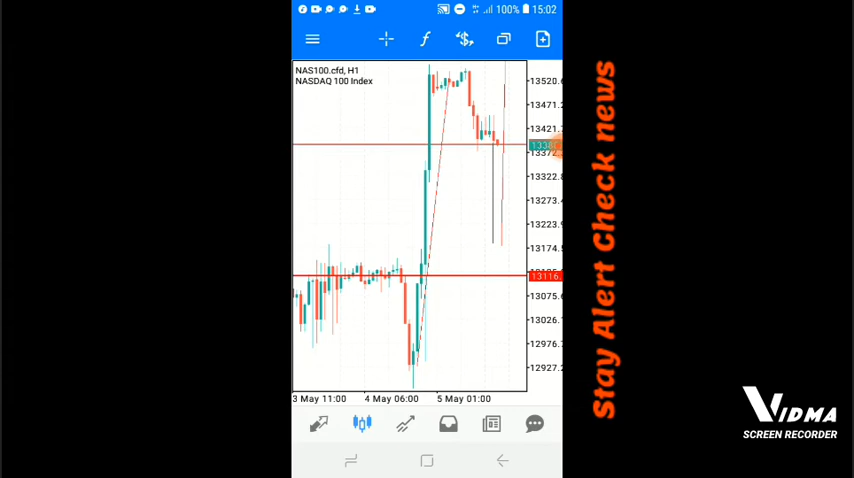 100% 15:02
NAS100.cfd, H1
NASDAQ 100 Index
13520.
13471.
13421.
13372.
13322.
13273.
13223.
13174.
13116.
13075.
13026.
12976.
12927.
3 May 11:00 4 May 06:00 5 May 01:00
Stay Alert Check news
VIDMA
SCREEN RECORDER